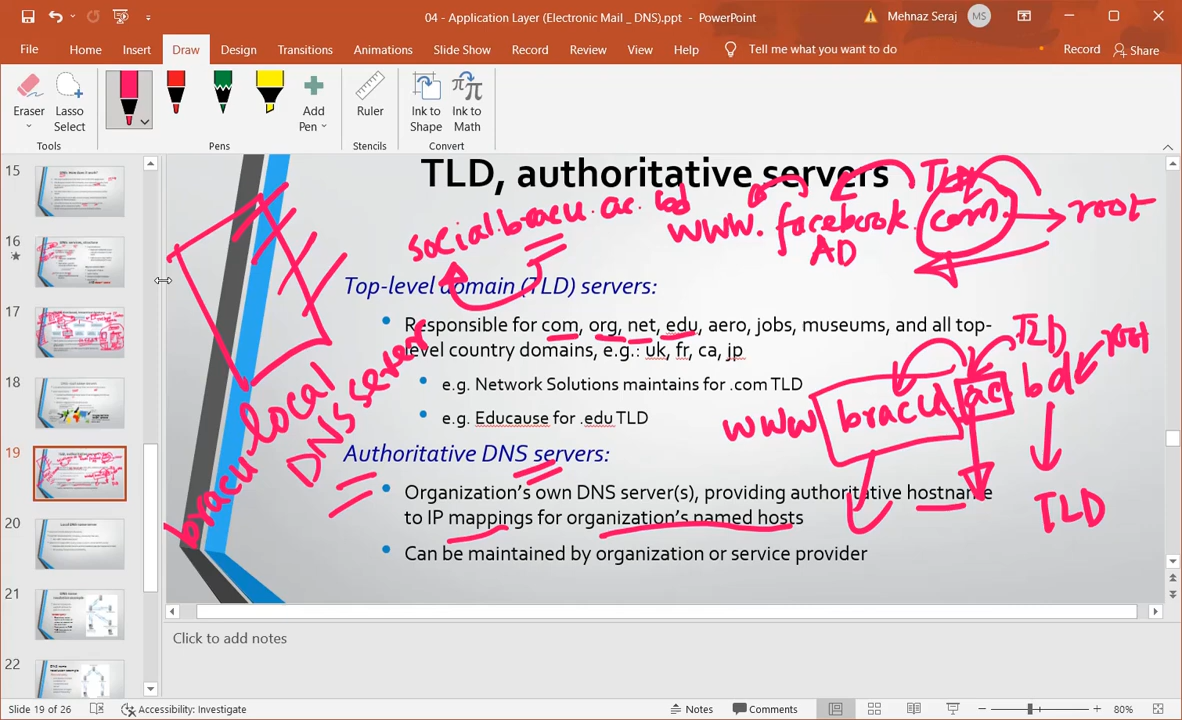 04 - Application Layer (Electronic Mail _ DNS).ppt - PowerPoint
Mehnaz Seraj
MS
File Home Insert Draw Design Transitions Animations Slide Show Record Review View Help Tell me what you want to do Record Share
Eraser
Lasso Select
Add Pen
Ruler
Ink to Shape
Ink to Math
Tools Pens Stencils Convert
15
16
17
18
19
20
21
22
TLD, authoritative servers
TLD
social.bracu.ac.bd
www.facebook.com
root
AD
Top-level domain (TLD) servers:
Responsible for com, org, net, edu, aero, jobs, museums, and all top-
level country domains, e.g.: uk, fr, ca, jp
TLD
root
e.g. Network Solutions maintains for .com TLD
www bracu ac bd
e.g. Educause for .edu TLD
bracu local
DNS server
Authoritative DNS servers:
Organization's own DNS server(s), providing authoritative hostname
to IP mappings for organization's named hosts
TLD
Can be maintained by organization or service provider
Click to add notes
Slide 19 of 26 Accessibility: Investigate Notes Comments 80%